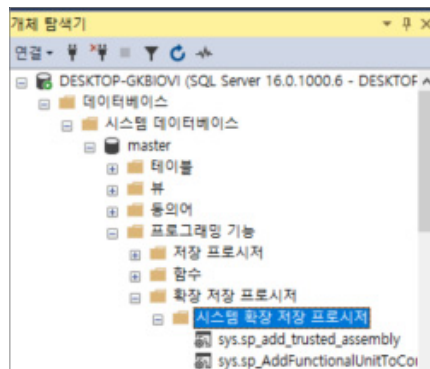 개체 탐색기
연결
DESKTOP-GKBIOVI (SQL Server 16.0.1000.6 - DESKTOP
데이터베이스
시스템 데이터베이스
master
테이블
뷰
동의어
프로그래밍 기능
저장 프로시저
함수
확장 저장 프로시저
시스템 확장 저장 프로시저
sys.sp_add_trusted_assembly
sys.sp_AddFunctionalUnitToCor